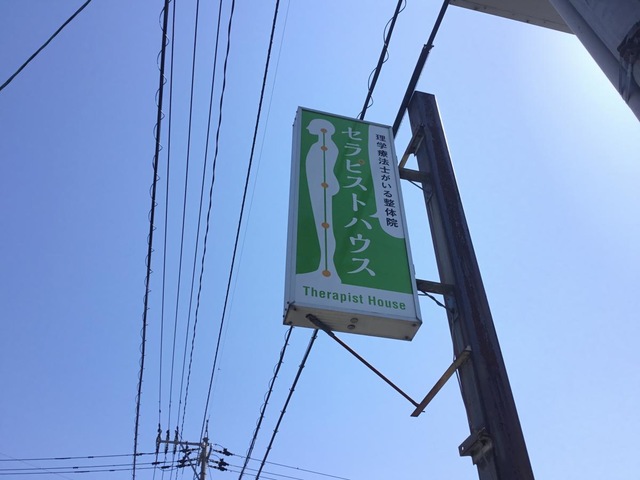 理学療法士がいる整体院
セラピストハウス
Therapist House